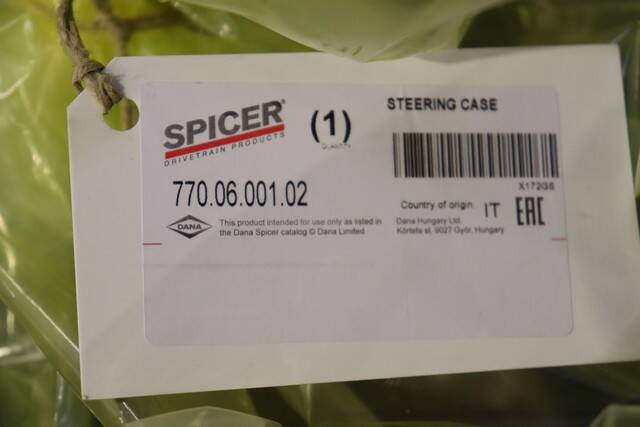 SPICER®
DRIVETRAIN PRODUCTS
(1)
QUANTITY
STEERING CASE
X172GS
770.06.001.02
Country of origin: IT EAC
DANA
This product intended for use only as listed in
the Dana Spicer catalog © Dana Limited
Dana Hungary Ltd.
Körtefa st, 9027 Győr, Hungary